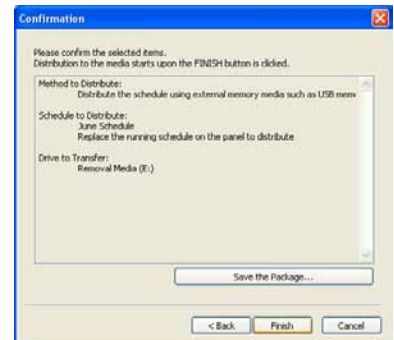 Confirmation
Please confirm the selected items.
Distribution to the media starts upon the FINISH button is clicked.
Method to Distribute:
Distribute the schedule using external memory media such as USB mem
Schedule to Distribute:
June Schedule
Replace the running schedule on the panel to distribute
Drive to Transfer:
Removal Media (E:)
Save the Package...
< Back Finish Cancel